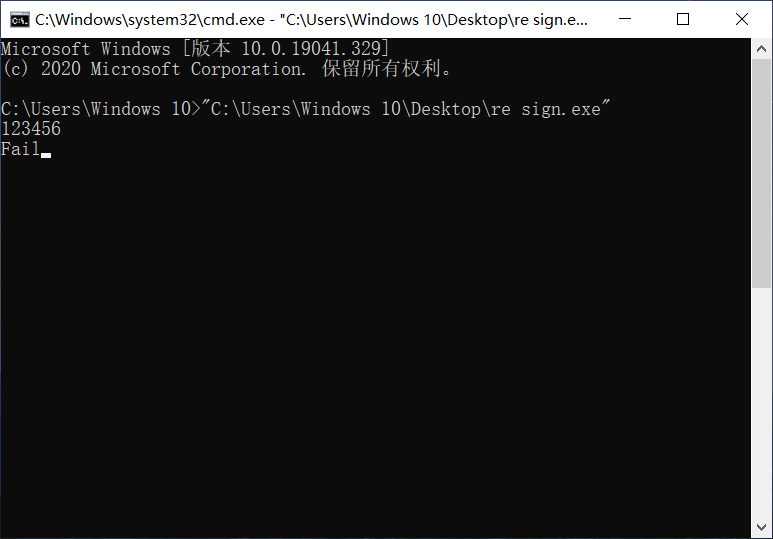 C:\Windows\system32\cmd.exe - "C:\Users\Windows 10\Desktop\re sign.e...
Microsoft Windows [版本 10.0.19041.329]
(c) 2020 Microsoft Corporation. 保留所有权利。
C:\Users\Windows 10>"C:\Users\Windows 10\Desktop\re sign.exe"
123456
Fail